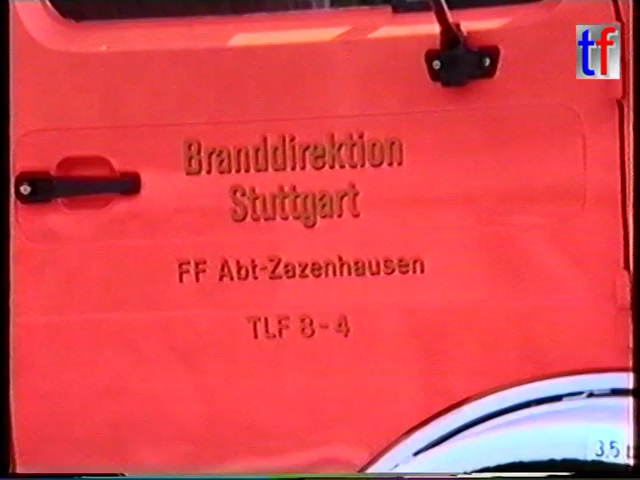 tf
Branddirektion
Stuttgart
FF Abt-Zazenhausen
TLF 8-4
3,5